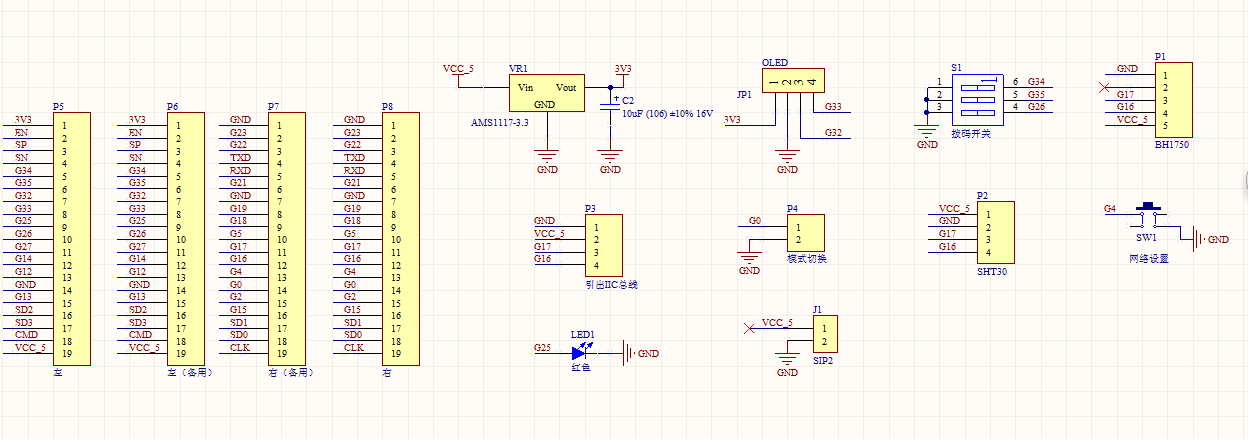 P5
3V3 1
EN 2
SP 3
SN 4
G34 5
G35 6
G32 7
G33 8
G25 9
G26 10
G27 11
G14 12
G12 13
GND 14
G13 15
SD2 16
SD3 17
CMD 18
VCC_5 19
左
P6
3V3 1
EN 2
SP 3
SN 4
G34 5
G35 6
G32 7
G33 8
G25 9
G26 10
G27 11
G14 12
G12 13
GND 14
G13 15
SD2 16
SD3 17
CMD 18
VCC_5 19
左（备用）
P7
GND 1
G23 2
G22 3
TXD 4
RXD 5
G21 6
GND 7
G19 8
G18 9
G5 10
G17 11
G16 12
G4 13
G0 14
G2 15
G15 16
SD1 17
SD0 18
CLK 19
右（备用）
P8
GND 1
G23 2
G22 3
TXD 4
RXD 5
G21 6
GND 7
G19 8
G18 9
G5 10
G17 11
G16 12
G4 13
G0 14
G2 15
G15 16
SD1 17
SD0 18
CLK 19
右
VCC_5 VR1 3V3
Vin Vout
GND
AMS1117-3.3
C2
10uF (106) ±10% 16V
GND GND
OLED
1 2 3 4
JP1
G33
3V3
G32
GND
S1
1
1 6 G34
2 5 G35
3 4 G26
GND 拨码开关
P1
GND 1
2
G17 3
G16 4
VCC_5 5
BH1750
P3
GND 1
VCC_5 2
G17 3
G16 4
引出IIC总线
P4
G0 1
2
GND
模式切换
P2
VCC_5 1
GND 2
G17 3
G16 4
SHT30
G4
SW1
GND
网络设置
LED1
G25 GND
红色
J1
VCC_5 1
2
GND SIP2